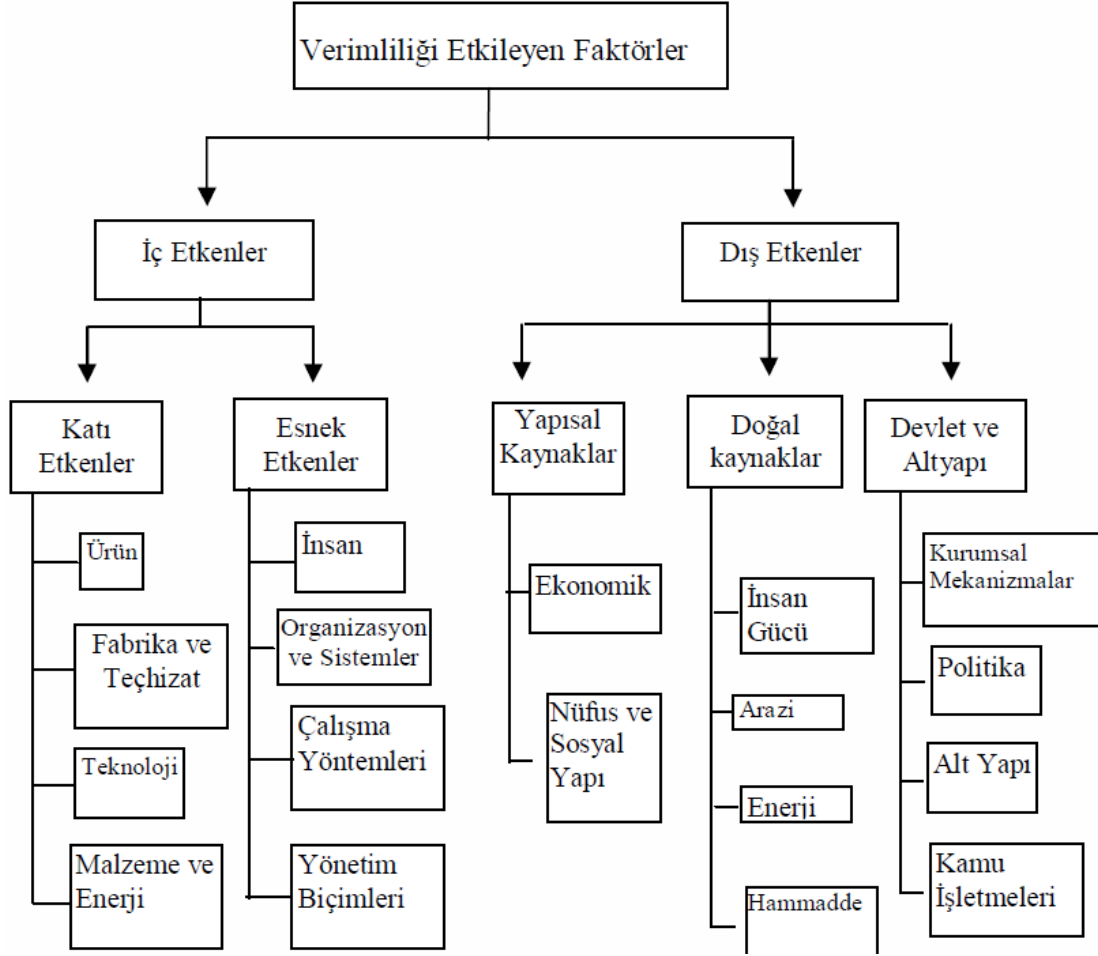 Verimliliği Etkileyen Faktörler
İç Etkenler
Dış Etkenler
Katı
Etkenler
Esnek
Etkenler
Yapısal
Kaynaklar
Doğal
kaynaklar
Devlet ve
Altyapı
Ürün
Fabrika ve
Teçhizat
Teknoloji
Malzeme ve
Enerji
İnsan
Organizasyon
ve Sistemler
Çalışma
Yöntemleri
Yönetim
Biçimleri
Ekonomik
Nüfus ve
Sosyal
Yapı
İnsan
Gücü
Arazi
Enerji
Hammadde
Kurumsal
Mekanizmalar
Politika
Alt Yapı
Kamu
İşletmeleri